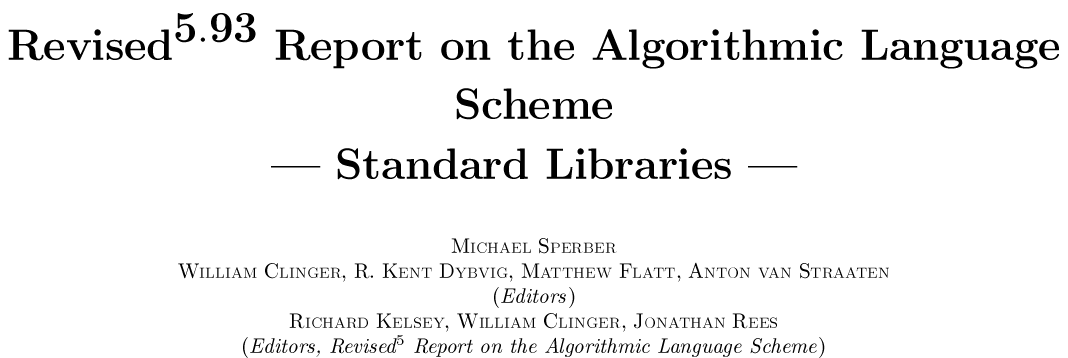 Revised5.93 Report on the Algorithmic Language
Scheme
— Standard Libraries —
MICHAEL SPERBER
WILLIAM CLINGER, R. KENT DYBVIG, MATTHEW FLATT, ANTON VAN STRAATEN
(Editors)
RICHARD KELSEY, WILLIAM CLINGER, JONATHAN REES
(Editors, Revised5 Report on the Algorithmic Language Scheme)